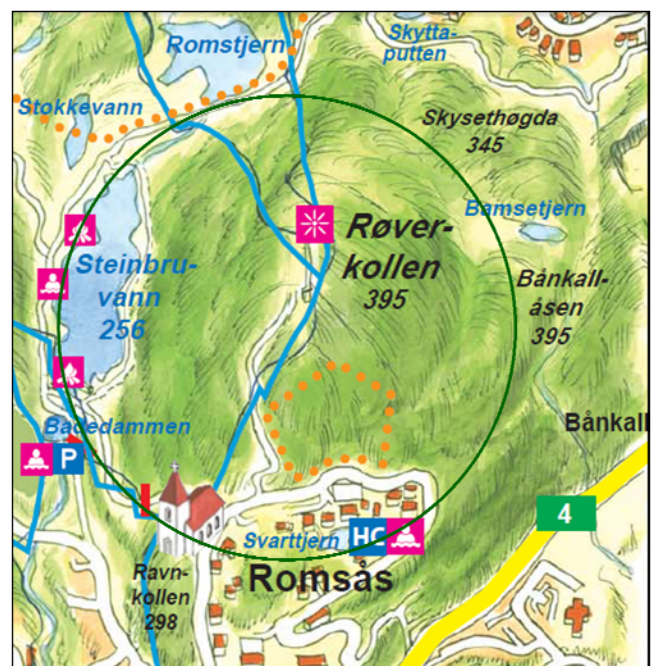 Romstjern
Skytta-
putten
Stokkevann
Skysethøgda
345
Bamsetjern
Røver-
kollen
395
Steinbru-
vann
256
Bånkall-
åsen
395
Badedammen
Bånkall
P
4
Svarttjern
HC
Romsås
Ravn-
kollen
298